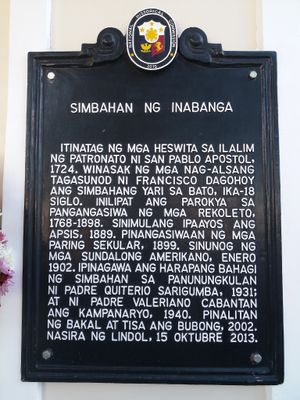 SIMBAHAN NG INABANGA
ITINATAG NG MGA HESWITA SA ILALIM
NG PATRONATO NI SAN PABLO APOSTOL,
1724. WINASAK NG MGA NAG-ALSANG
TAGASUNOD NI FRANCISCO DAGOHOY
ANG SIMBAHANG YARI SA BATO, IKA-18
SIGLO. INILIPAT ANG PAROKYA SA
PANGANGASIWA NG MGA REKOLETO,
1768-1898. SINIMULANG IPAAYOS ANG
APSIS, 1889. PINANGASIWAAN NG MGA
PARING SEKULAR, 1899. SINUNOG NG
MGA SUNDALONG AMERIKANO, ENERO
1902. IPINAGAWA ANG HARAPANG BAHAGI
NG SIMBAHAN SA PANUNUNGKULAN
NI PADRE QUITERIO SARIGUMBA, 1931;
AT NI PADRE VALERIANO CABANTAN
ANG KAMPANARYO, 1940. PINALITAN
NG BAKAL AT TISA ANG BUBONG, 2002.
NASIRA NG LINDOL, 15 OKTUBRE 2013.